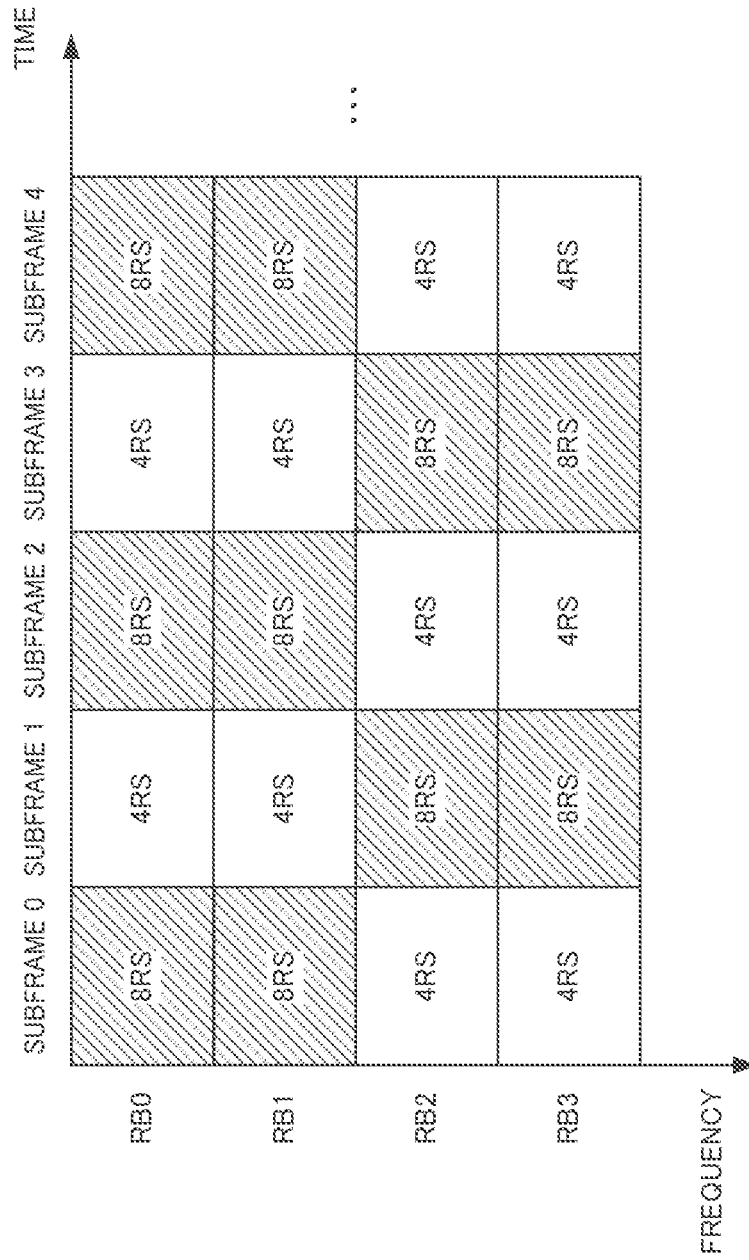 TIME
SUBFRAME 0 SUBFRAME 1 SUBFRAME 2 SUBFRAME 3 SUBFRAME 4
RB0 8RS 4RS 8RS 4RS 8RS
RB1 8RS 4RS 8RS 4RS 8RS
...
RB2 4RS 8RS 4RS 8RS 4RS
RB3 4RS 8RS 4RS 8RS 4RS
FREQUENCY